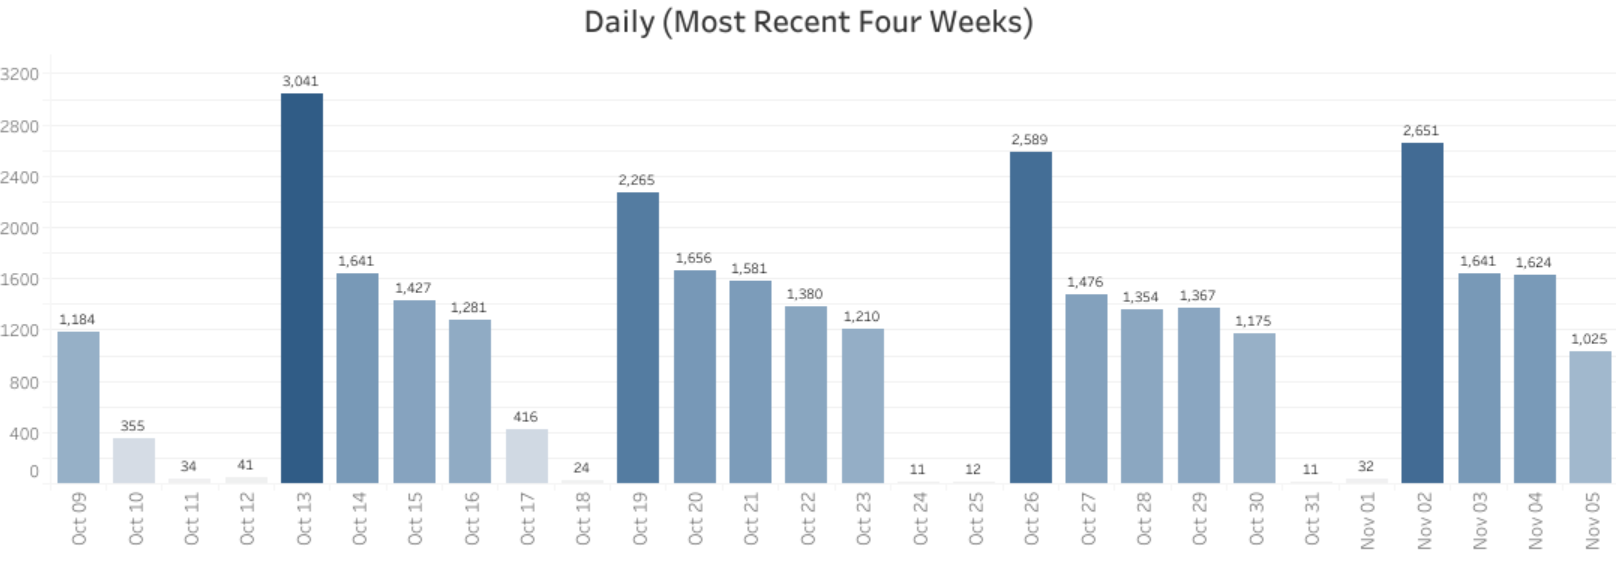 Daily (Most Recent Four Weeks)
3200
2800
2400
2000
1600
1200
800
400
0
1,184
355
34
41
3,041
1,641
1,427
1,281
416
24
2,265
1,656
1,581
1,380
1,210
11
12
2,589
1,476
1,354
1,367
1,175
11
32
2,651
1,641
1,624
1,025
Oct 09
Oct 10
Oct 11
Oct 12
Oct 13
Oct 14
Oct 15
Oct 16
Oct 17
Oct 18
Oct 19
Oct 20
Oct 21
Oct 22
Oct 23
Oct 24
Oct 25
Oct 26
Oct 27
Oct 28
Oct 29
Oct 30
Oct 31
Nov 01
Nov 02
Nov 03
Nov 04
Nov 05